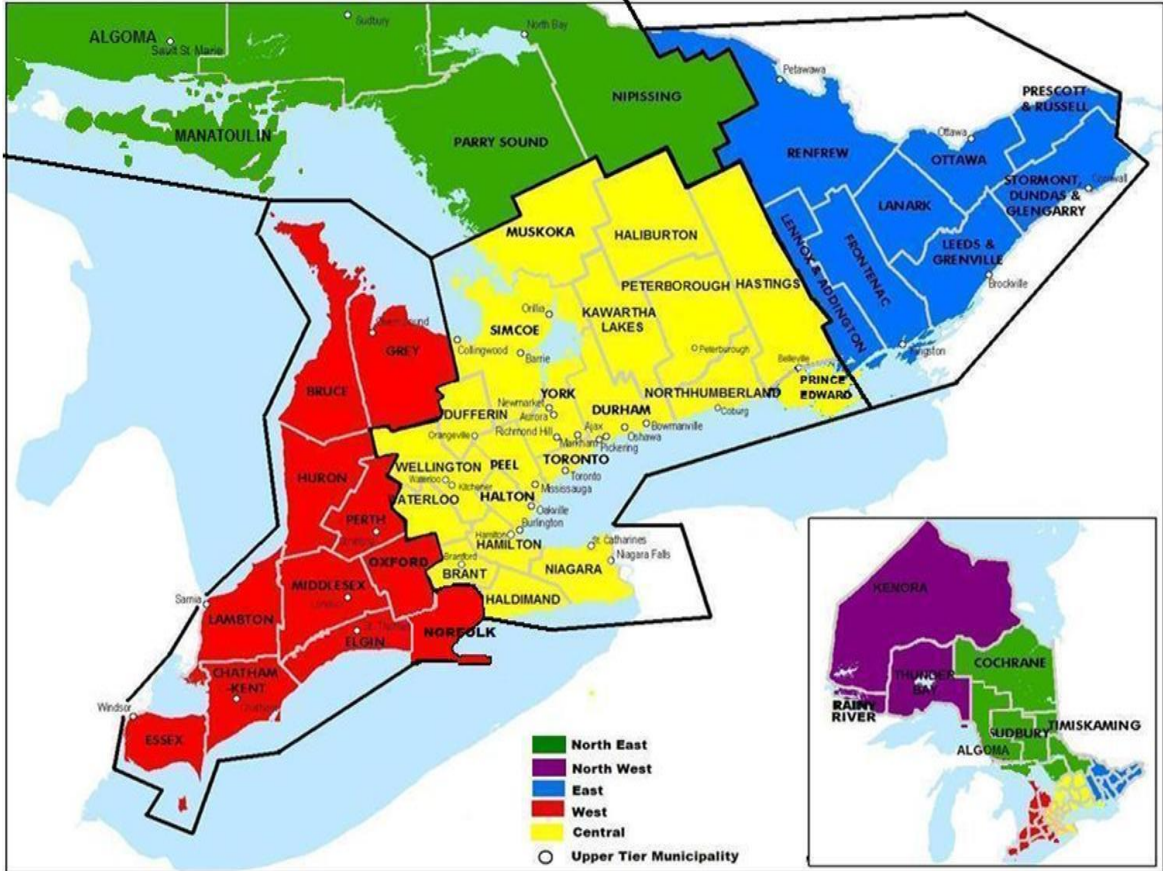 ALGOMA
Sudbury
Sault St. Marie
North Bay
MANATOULIN
PARRY SOUND
NIPISSING
Petawawa
RENFREW
PRESCOTT
& RUSSELL
Ottawa
OTTAWA
STORMONT,
DUNDAS &
GLENGARRY
Cornwall
LANARK
LEEDS &
GRENVILLE
Brockville
LENNOX & ADDINGTON
FRONTENAC
Kingston
MUSKOKA
HALIBURTON
PETERBOROUGH
HASTINGS
KAWARTHA
LAKES
Orillia
SIMCOE
Collingwood
Barrie
Peterborough
Belleville
PRINCE
EDWARD
NORTHHUMBERLAND
Coburg
YORK
Newmarket
Aurora
DURHAM
DUFFERIN
Orangeville
Richmond Hill
Ajax
Bowmanville
Markham
Oshawa
Pickering
TORONTO
Toronto
WELLINGTON
PEEL
Waterloo
Kitchener
WATERLOO
HALTON
Mississauga
Oakville
Burlington
Hamilton
HAMILTON
St. Catharines
Niagara Falls
Brantford
BRANT
NIAGARA
HALDIMAND
GREY
BRUCE
HURON
PERTH
OXFORD
MIDDLESEX
Sarnia
LAMBTON
ELGIN
NORFOLK
CHATHAM
-KENT
Chatham
Windsor
ESSEX
North East
North West
East
West
Central
Upper Tier Municipality
KENORA
THUNDER
BAY
RAINY
RIVER
COCHRANE
TIMISKAMING
SUDBURY
ALGOMA